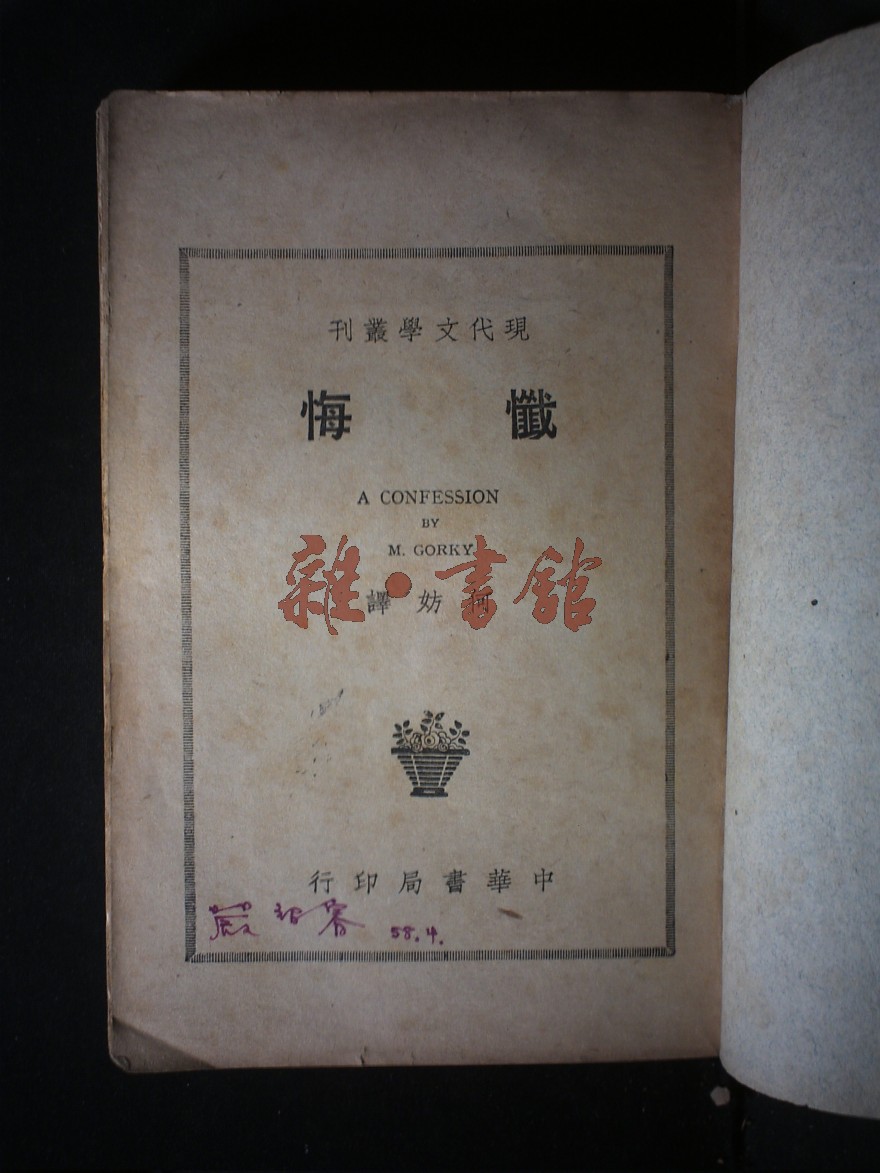 現代文學叢刊
懺悔
A CONFESSION
BY
M. GORKY
何妨譯
雜·書館
中華書局印行
58.4.